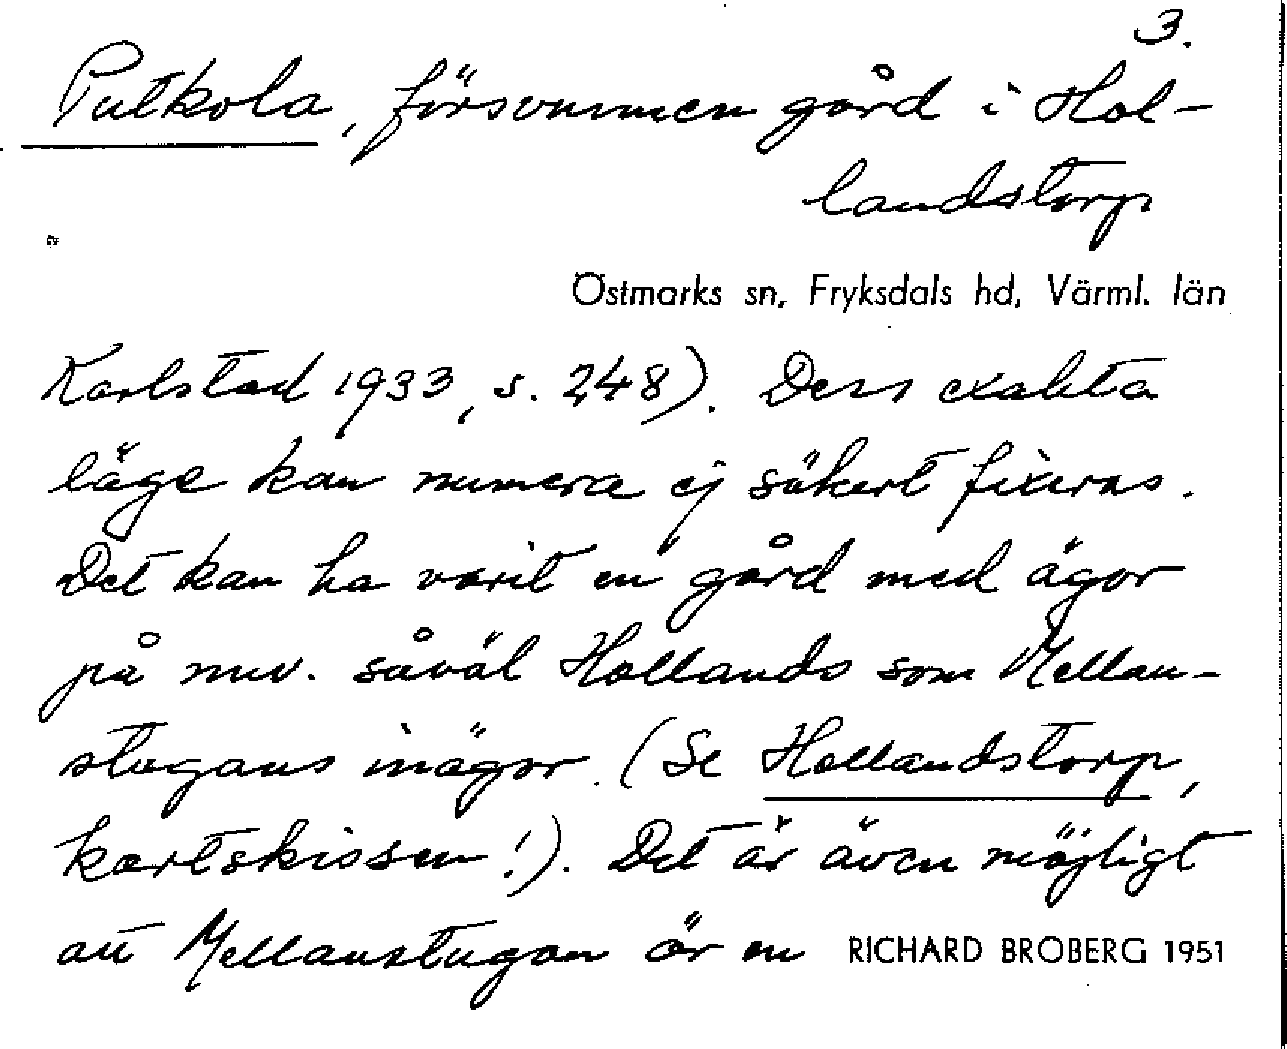 3.
Putkola, försvunnen gård i Hol-
landstorp
Östmarks sn, Fryksdals hd, Värml. län
Karlstad 1933, s. 248). Dess exakta
läge kan numera ej säkert fixeras.
Det kan ha varit en gård med ägor
på nuv. såväl Hollands som Mellan-
stugans inägor. (Se Hollandstorp,
kartskissen!). Det är även möjligt
att Mellanstugan är en RICHARD BROBERG 1951